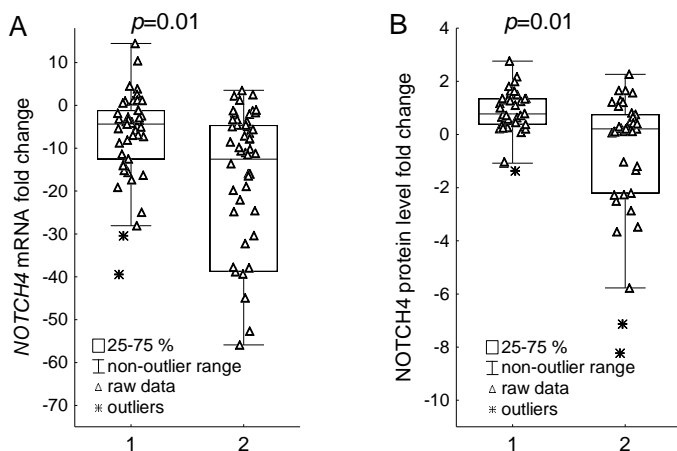 A
p=0.01
NOTCH4 mRNA fold change
10
0
-10
-20
-30
-40
-50
-60
-70
25-75 %
non-outlier range
raw data
outliers
1 2
B
p=0.01
NOTCH4 protein level fold change
4
2
0
-2
-4
-6
-8
-10
25-75 %
non-outlier range
raw data
outliers
1 2